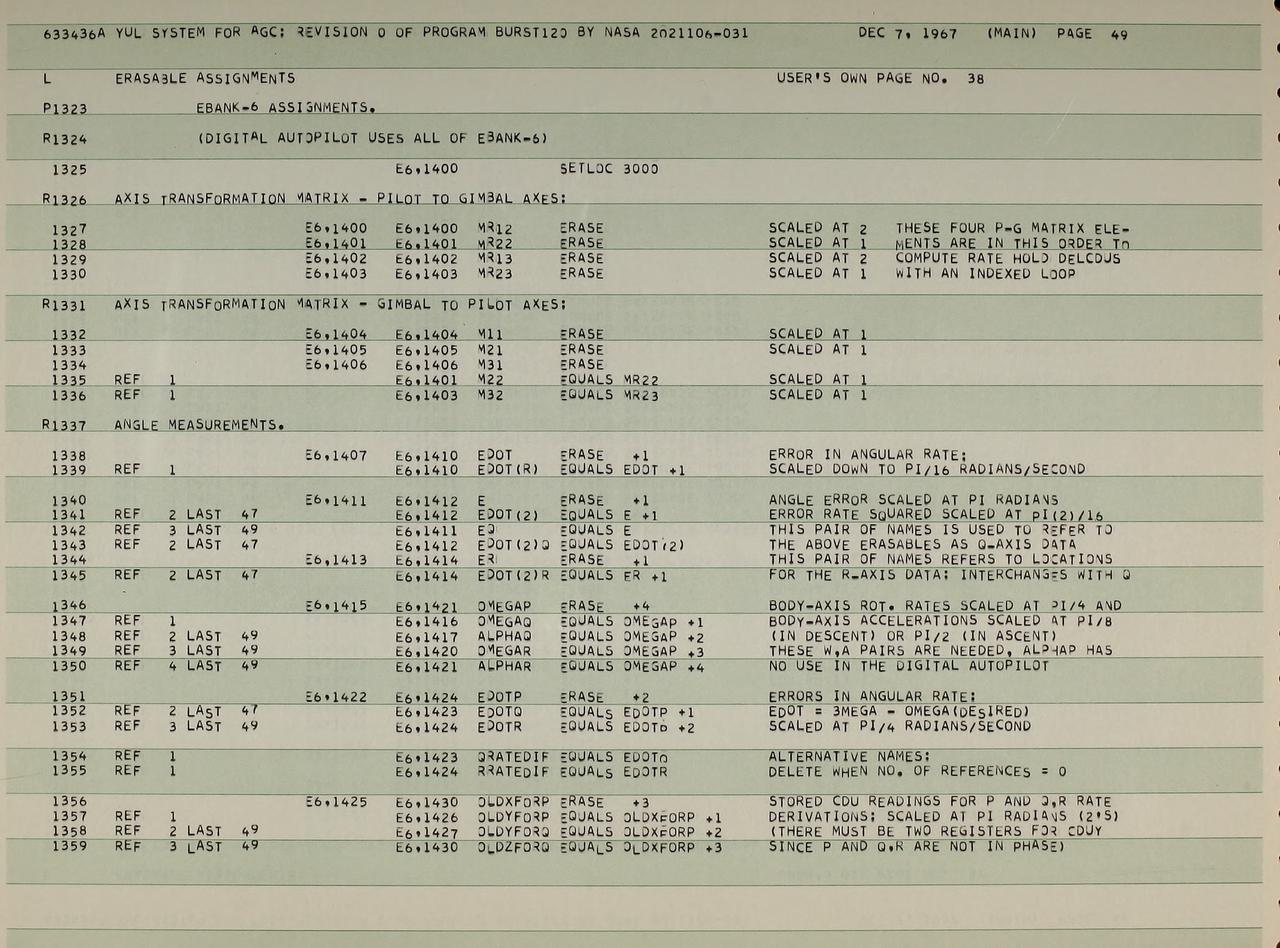 633436A YUL SYSTEM FOR AGC: REVISION 0 OF PROGRAM BURST120 BY NASA 2021106-031 DEC 7, 1967 (MAIN) PAGE 49
L ERASABLE ASSIGNMENTS USER'S OWN PAGE NO. 38
P1323 EBANK-6 ASSIGNMENTS.
R1324 (DIGITAL AUTOPILOT USES ALL OF EBANK-6)
1325 E6,1400 SETLOC 3000
R1326 AXIS TRANSFORMATION MATRIX - PILOT TO GIMBAL AXES:
1327 E6,1400 E6,1400 MR12 ERASE SCALED AT 2 THESE FOUR P-G MATRIX ELE-
1328 E6,1401 E6,1401 MR22 ERASE SCALED AT 1 MENTS ARE IN THIS ORDER TO
1329 E6,1402 E6,1402 MR13 ERASE SCALED AT 2 COMPUTE RATE HOLD DELCDUS
1330 E6,1403 E6,1403 MR23 ERASE SCALED AT 1 WITH AN INDEXED LOOP
R1331 AXIS TRANSFORMATION MATRIX - GIMBAL TO PILOT AXES:
1332 E6,1404 E6,1404 M11 ERASE SCALED AT 1
1333 E6,1405 E6,1405 M21 ERASE SCALED AT 1
1334 E6,1406 E6,1406 M31 ERASE
1335 REF 1 E6,1401 M22 EQUALS MR22 SCALED AT 1
1336 REF 1 E6,1403 M32 EQUALS MR23 SCALED AT 1
R1337 ANGLE MEASUREMENTS.
1338 E6,1407 E6,1410 EDOT ERASE +1 ERROR IN ANGULAR RATE:
1339 REF 1 E6,1410 EDOT(R) EQUALS EDOT +1 SCALED DOWN TO PI/16 RADIANS/SECOND
1340 E6,1411 E6,1412 E ERASE +1 ANGLE ERROR SCALED AT PI RADIANS
1341 REF 2 LAST 47 E6,1412 EDOT(2) EQUALS E +1 ERROR RATE SQUARED SCALED AT PI(2)/16
1342 REF 3 LAST 49 E6,1411 EQ EQUALS E THIS PAIR OF NAMES IS USED TO REFER TO
1343 REF 2 LAST 47 E6,1412 EDOT(2)Q EQUALS EDOT(2) THE ABOVE ERASABLES AS Q-AXIS DATA
1344 E6,1413 E6,1414 ER ERASE +1 THIS PAIR OF NAMES REFERS TO LOCATIONS
1345 REF 2 LAST 47 E6,1414 EDOT(2)R EQUALS ER +1 FOR THE R-AXIS DATA: INTERCHANGES WITH Q
1346 E6,1415 E6,1421 OMEGAP ERASE +4 BODY-AXIS ROT. RATES SCALED AT PI/4 AND
1347 REF 1 E6,1416 OMEGAQ EQUALS OMEGAP +1 BODY-AXIS ACCELERATIONS SCALED AT PI/8
1348 REF 2 LAST 49 E6,1417 ALPHAQ EQUALS OMEGAP +2 (IN DESCENT) OR PI/2 (IN ASCENT)
1349 REF 3 LAST 49 E6,1420 OMEGAR EQUALS OMEGAP +3 THESE W,A PAIRS ARE NEEDED, ALPHAP HAS
1350 REF 4 LAST 49 E6,1421 ALPHAR EQUALS OMEGAP +4 NO USE IN THE DIGITAL AUTOPILOT
1351 E6,1422 E6,1424 EDOTP ERASE +2 ERRORS IN ANGULAR RATE:
1352 REF 2 LAST 47 E6,1423 EDOTQ EQUALS EDOTP +1 EDOT = OMEGA - OMEGA(DESIRED)
1353 REF 3 LAST 49 E6,1424 EDOTR EQUALS EDOTP +2 SCALED AT PI/4 RADIANS/SECOND
1354 REF 1 E6,1423 QRATEDIF EQUALS EDOTQ ALTERNATIVE NAMES:
1355 REF 1 E6,1424 RRATEDIF EQUALS EDOTR DELETE WHEN NO. OF REFERENCES = 0
1356 E6,1425 E6,1430 OLDXFORP ERASE +3 STORED CDU READINGS FOR P AND Q,R RATE
1357 REF 1 E6,1426 OLDYFORP EQUALS OLDXFORP +1 DERIVATIONS: SCALED AT PI RADIANS (2'S)
1358 REF 2 LAST 49 E6,1427 OLDYFORQ EQUALS OLDXFORP +2 (THERE MUST BE TWO REGISTERS FOR CDUY
1359 REF 3 LAST 49 E6,1430 OLDZFORQ EQUALS OLDXFORP +3 SINCE P AND Q,R ARE NOT IN PHASE)